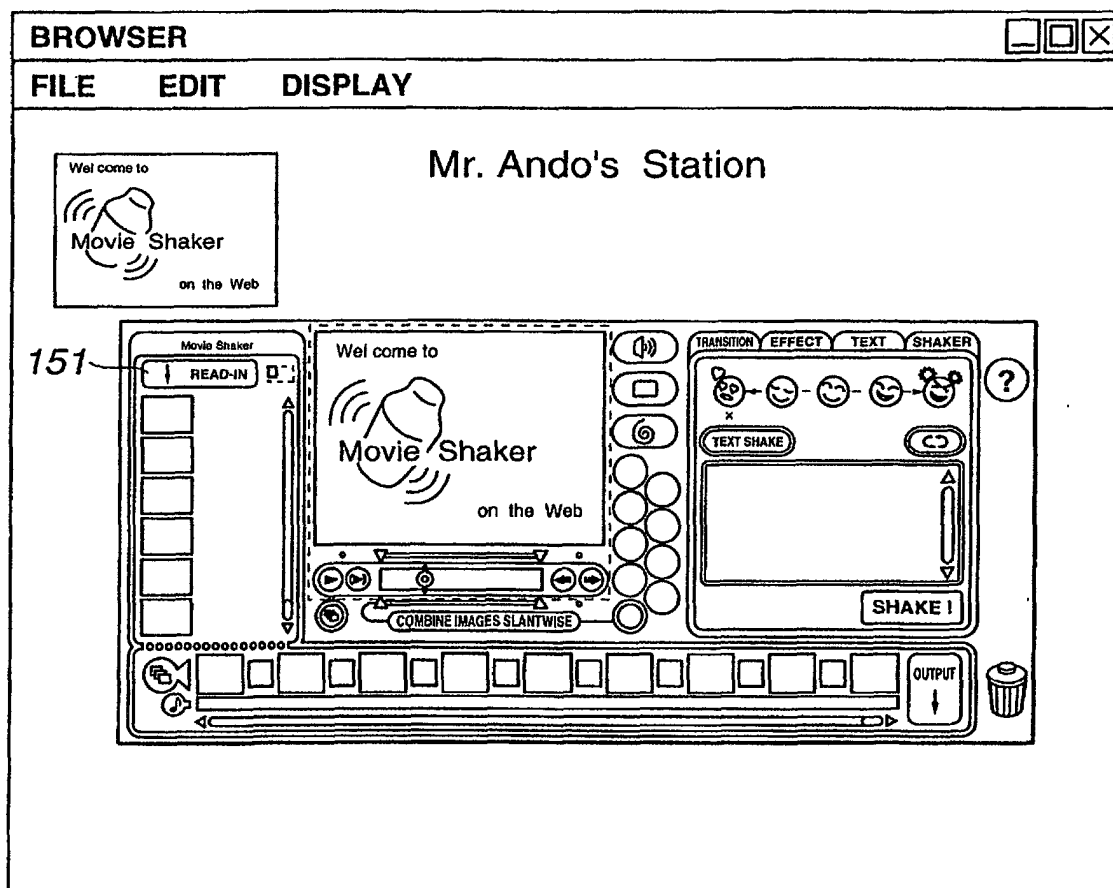 BROWSER
FILE EDIT DISPLAY
Mr. Ando's Station
Wel come to
Movie Shaker
on the Web
Movie Shaker
151
READ-IN
Wel come to
Movie Shaker
on the Web
COMBINE IMAGES SLANTWISE
TRANSITION EFFECT TEXT SHAKER
?
TEXT SHAKE
SHAKE !
OUTPUT